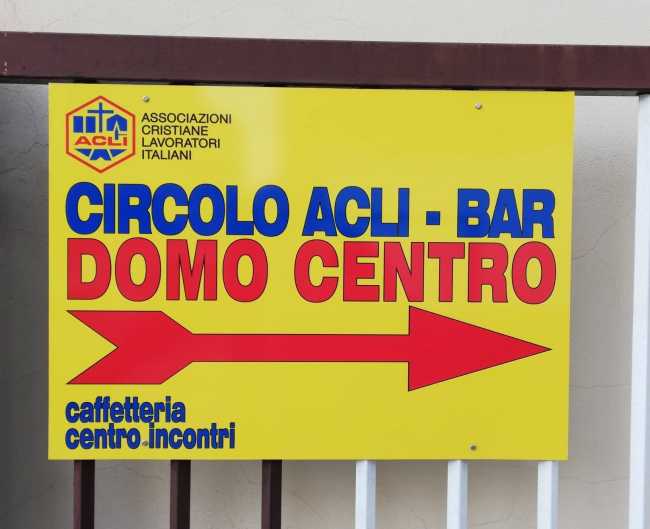 ACLI
ASSOCIAZIONI
CRISTIANE
LAVORATORI
ITALIANI
CIRCOLO ACLI - BAR
DOMO CENTRO
caffetteria
centro incontri